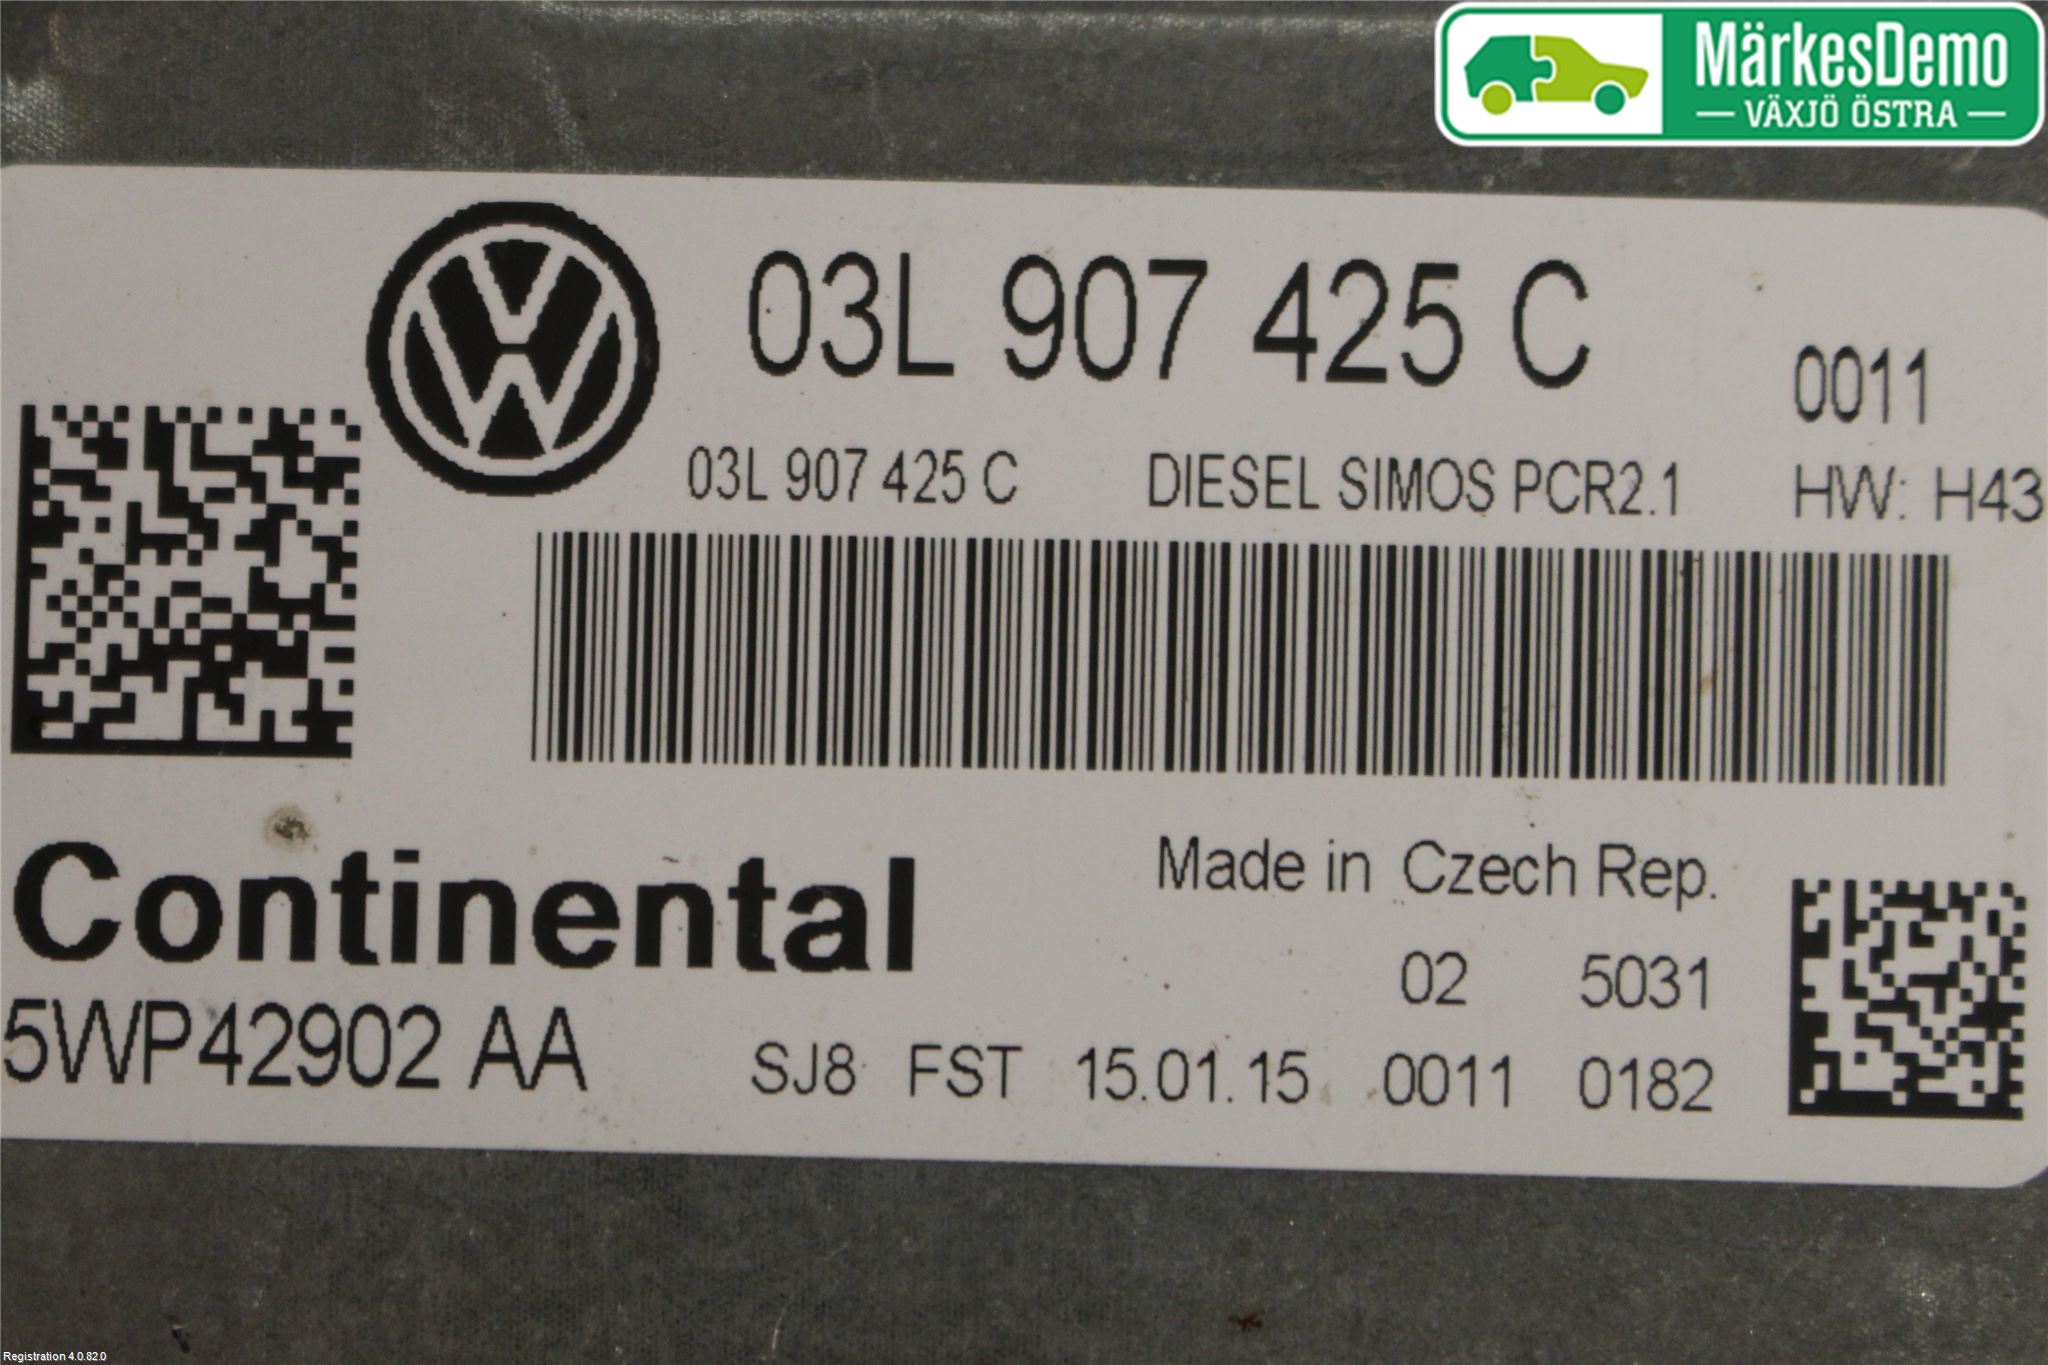 MärkesDemo
VÄXJÖ ÖSTRA
03L 907 425 C
0011
03L 907 425 C DIESEL SIMOS PCR2.1 HW: H43
Continental
Made in Czech Rep.
02 5031
5WP42902 AA SJ8 FST 15.01.15 0011 0182
Registration 4.0.82.0